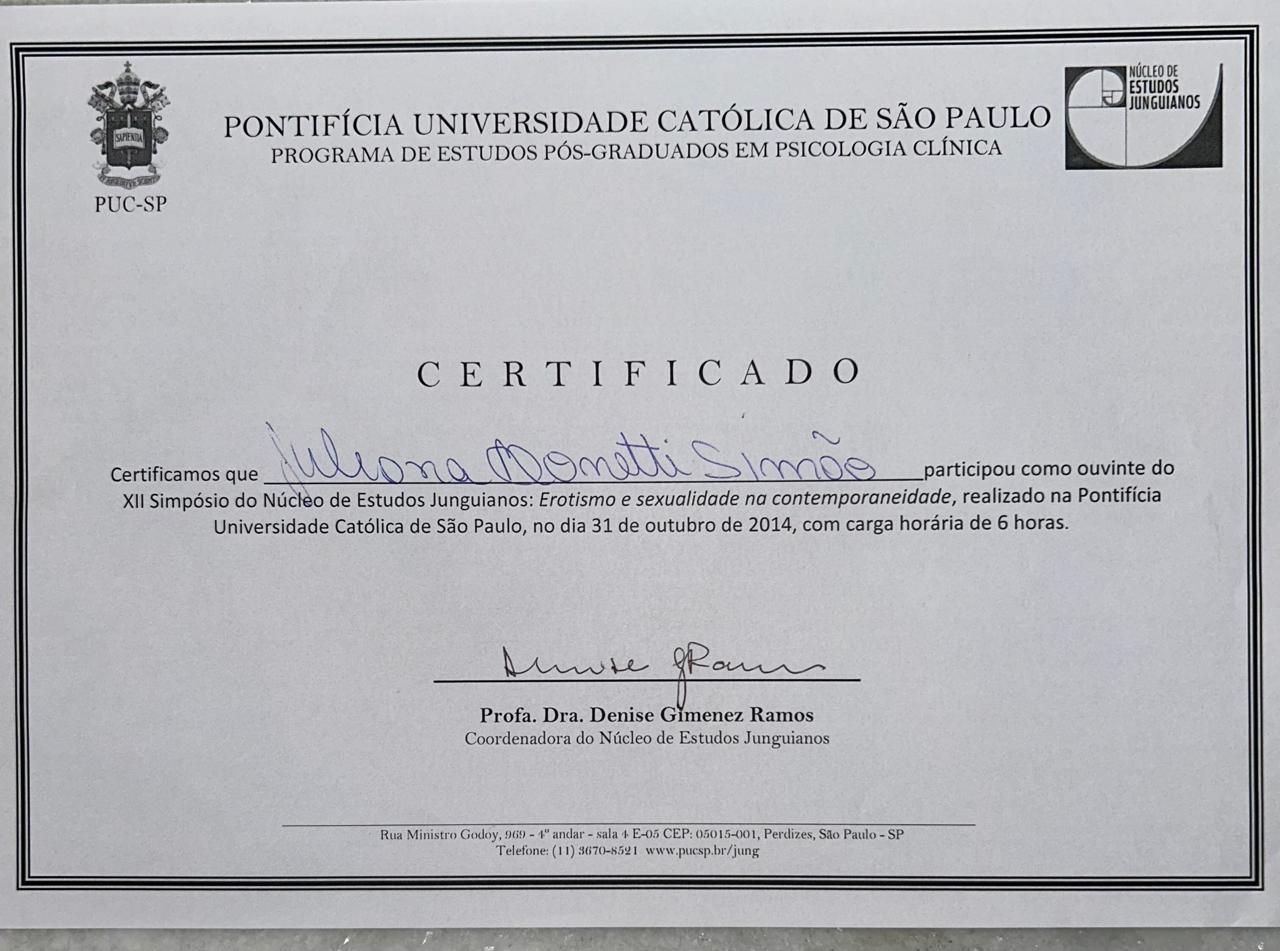 NÚCLEO DE
ESTUDOS
JUNGUIANOS
PONTIFÍCIA UNIVERSIDADE CATÓLICA DE SÃO PAULO
PROGRAMA DE ESTUDOS PÓS-GRADUADOS EM PSICOLOGIA CLÍNICA
SAPIENTIA
PUC-SP
CERTIFICADO
Certificamos que Juliana Monetti Simão participou como ouvinte do
XII Simpósio do Núcleo de Estudos Junguianos: Erotismo e sexualidade na contemporaneidade, realizado na Pontifícia
Universidade Católica de São Paulo, no dia 31 de outubro de 2014, com carga horária de 6 horas.
Denise GRamos
Profa. Dra. Denise Gimenez Ramos
Coordenadora do Núcleo de Estudos Junguianos
Rua Ministro Godoy, 969 - 4º andar - sala 4 E-05 CEP: 05015-001, Perdizes, São Paulo - SP
Telefone: (11) 3670-8521 www.pucsp.br/jung